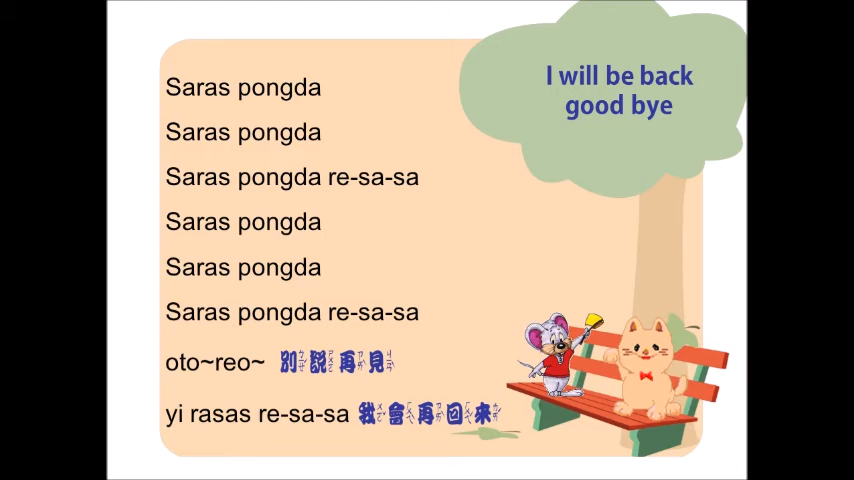 I will be back
good bye
Saras pongda
Saras pongda
Saras pongda re-sa-sa
Saras pongda
Saras pongda
Saras pongda re-sa-sa
oto~reo~ 別說再見
yi rasas re-sa-sa 我會再回來